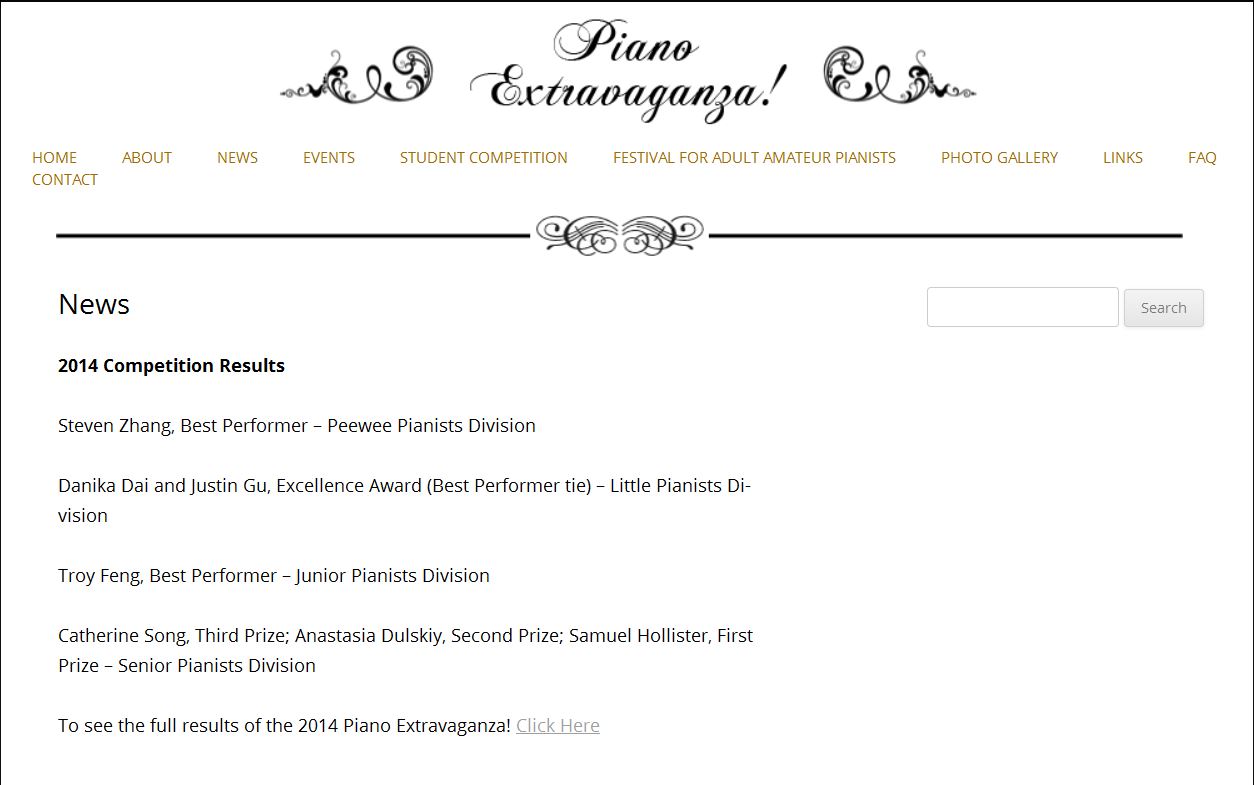 Piano
Extravaganza!
HOME ABOUT NEWS EVENTS STUDENT COMPETITION FESTIVAL FOR ADULT AMATEUR PIANISTS PHOTO GALLERY LINKS FAQ
CONTACT
News
Search
2014 Competition Results
Steven Zhang, Best Performer – Peewee Pianists Division
Danika Dai and Justin Gu, Excellence Award (Best Performer tie) – Little Pianists Di-
vision
Troy Feng, Best Performer – Junior Pianists Division
Catherine Song, Third Prize; Anastasia Dulskiy, Second Prize; Samuel Hollister, First
Prize – Senior Pianists Division
To see the full results of the 2014 Piano Extravaganza! Click Here